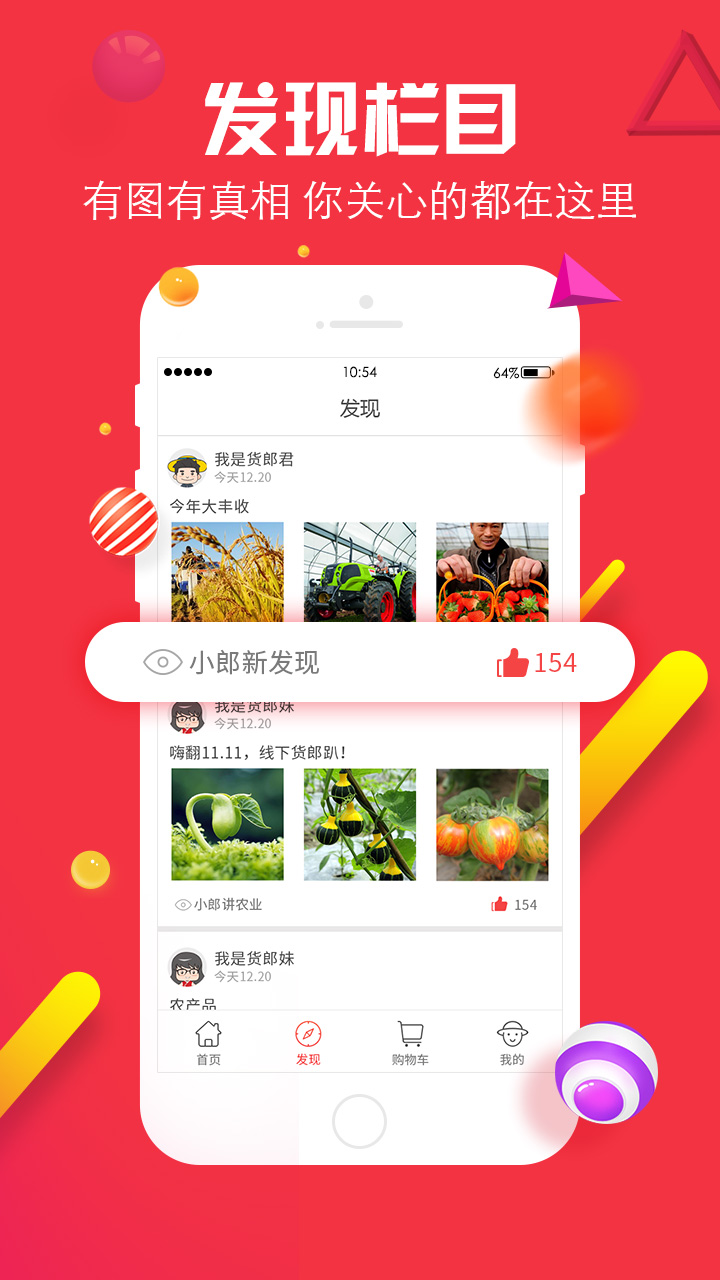 发现栏目
有图有真相 你关心的都在这里
10:54
64%
发现
我是货郎君
今天12.20
今年大丰收
小郎新发现
154
我是货郎妹
今天12.20
嗨翻11.11，线下货郎趴！
小郎讲农业
154
我是货郎妹
今天12.20
农产品
首页
发现
购物车
我的